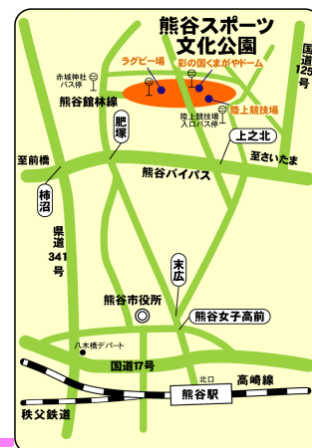 熊谷スポーツ
文化公園
国道125号
ラグビー場
彩の国くまがやドーム
赤城神社
バス停
陸上競技場
熊谷館林線
陸上競技場
入口バス停
肥塚
上之北
至前橋
至さいたま
熊谷バイパス
柿沼
県道341号
末広
熊谷市役所
熊谷女子高前
八木橋デパート
国道17号
北口
高崎線
熊谷駅
秩父鉄道